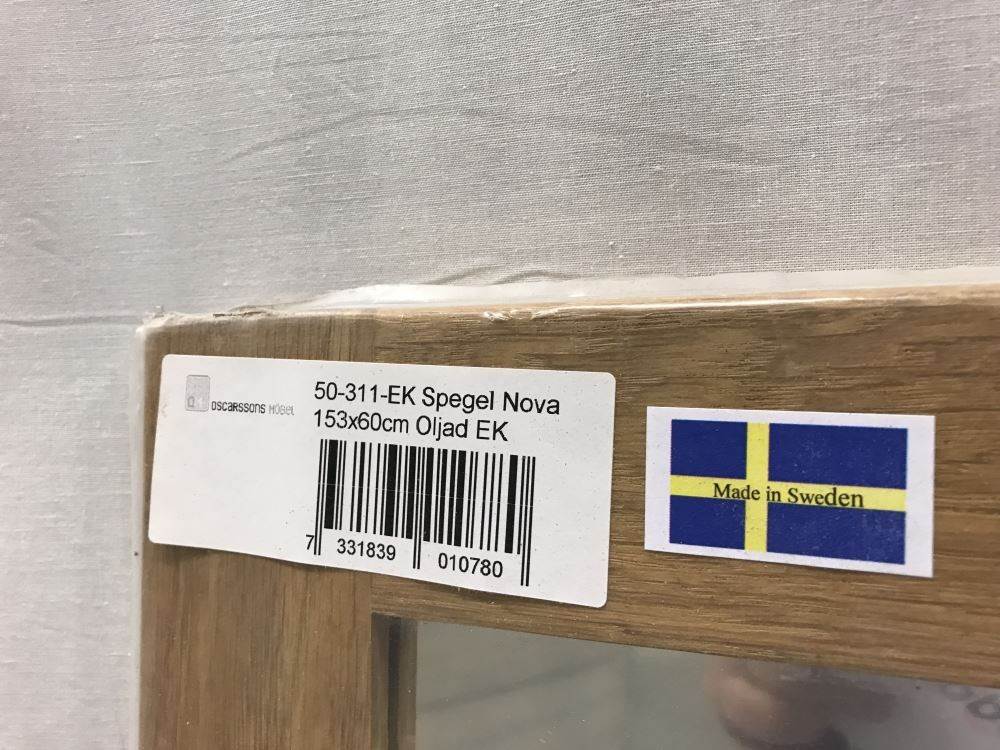 OSCARSSONS MÖBEL
50-311-EK Spegel Nova
153x60cm Oljad EK
7 331839 010780
Made in Sweden